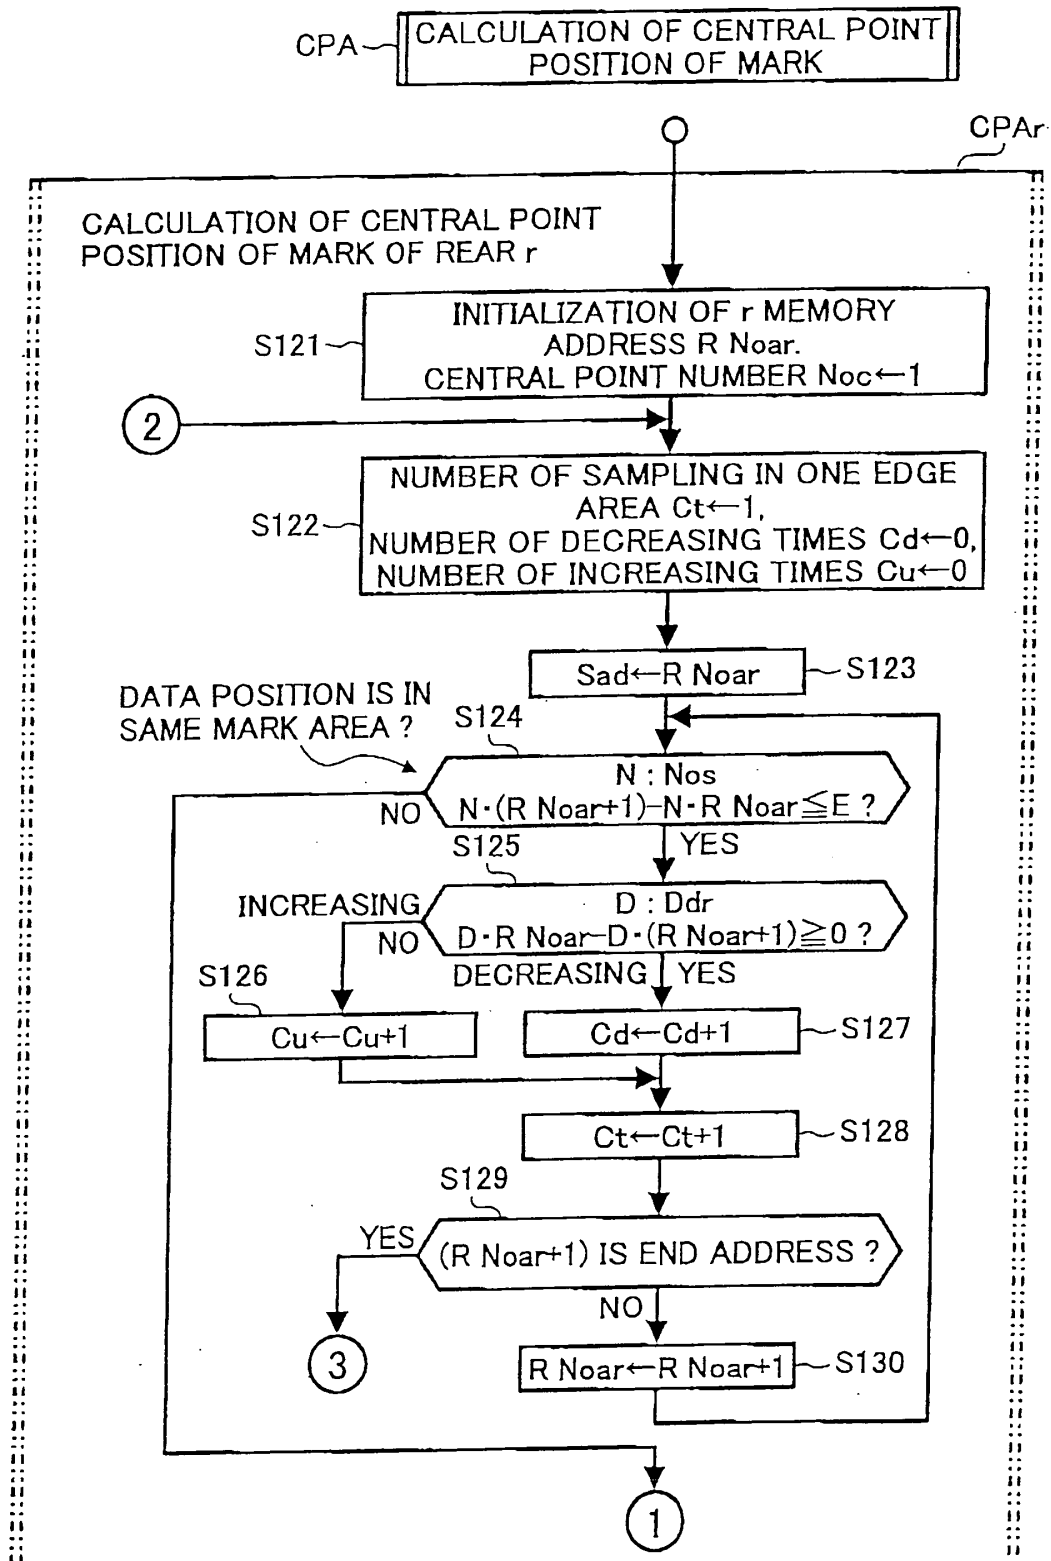 CPA
CALCULATION OF CENTRAL POINT
POSITION OF MARK
CPAr
CALCULATION OF CENTRAL POINT
POSITION OF MARK OF REAR r
S121
INITIALIZATION OF r MEMORY
ADDRESS R Noar.
CENTRAL POINT NUMBER Noc←1
2
S122
NUMBER OF SAMPLING IN ONE EDGE
AREA Ct←1,
NUMBER OF DECREASING TIMES Cd←0,
NUMBER OF INCREASING TIMES Cu←0
Sad←R Noar
S123
DATA POSITION IS IN
SAME MARK AREA ?
S124
N : Nos
N·(R Noar+1)−N·R Noar≦E ?
NO
YES
S125
D : Ddr
D·R Noar−D·(R Noar+1)≧0 ?
INCREASING
NO
DECREASING YES
S126
Cu←Cu+1
Cd←Cd+1
S127
Ct←Ct+1
S128
S129
YES
(R Noar+1) IS END ADDRESS ?
NO
3
R Noar←R Noar+1
S130
1